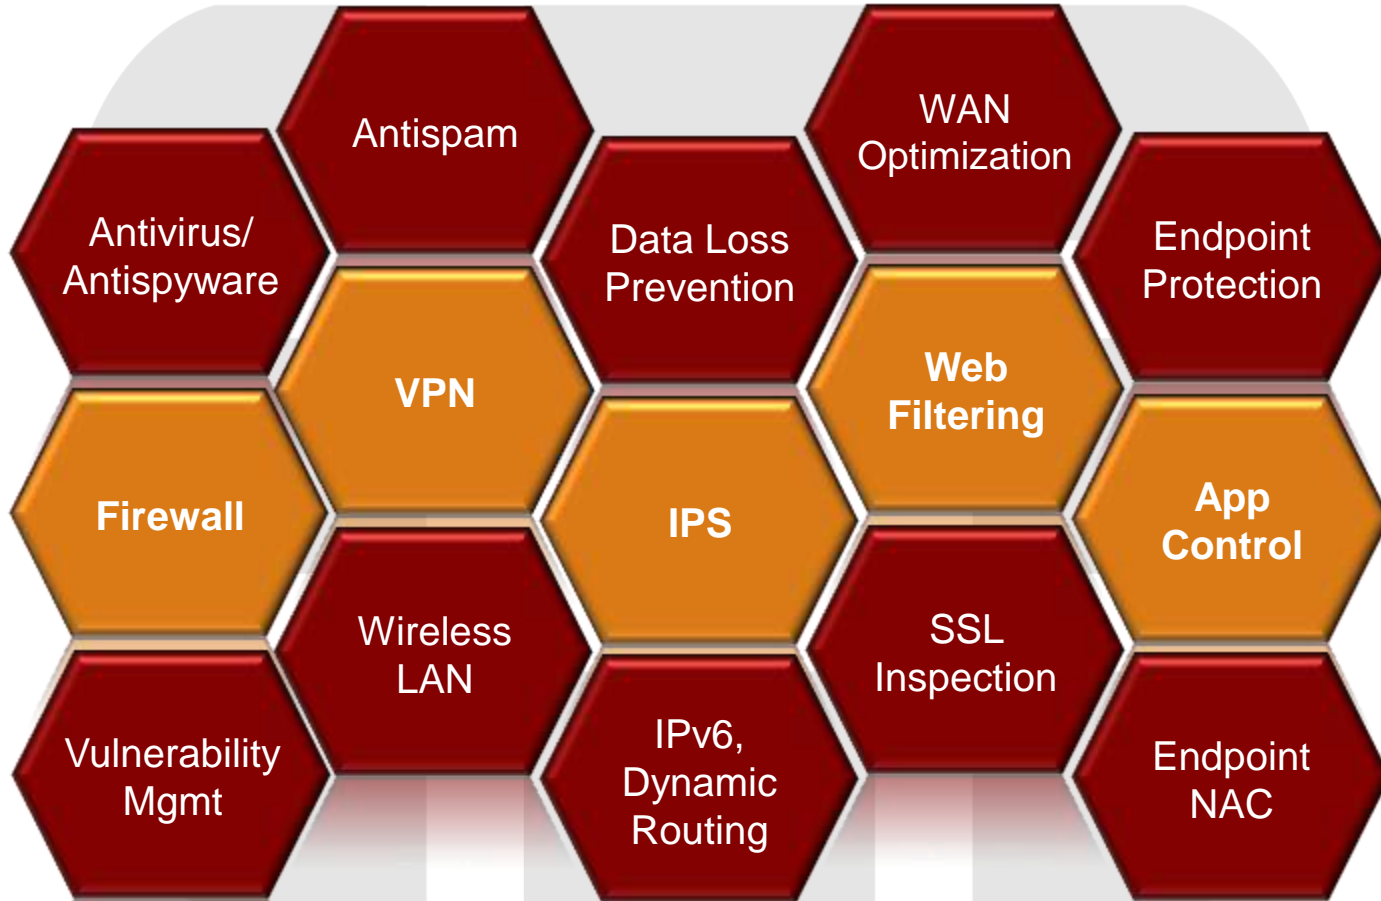 Antispam
WAN
Optimization
Antivirus/
Antispyware
Data Loss
Prevention
Endpoint
Protection
VPN
Web
Filtering
Firewall
IPS
App
Control
Wireless
LAN
SSL
Inspection
Vulnerability
Mgmt
IPv6,
Dynamic
Routing
Endpoint
NAC